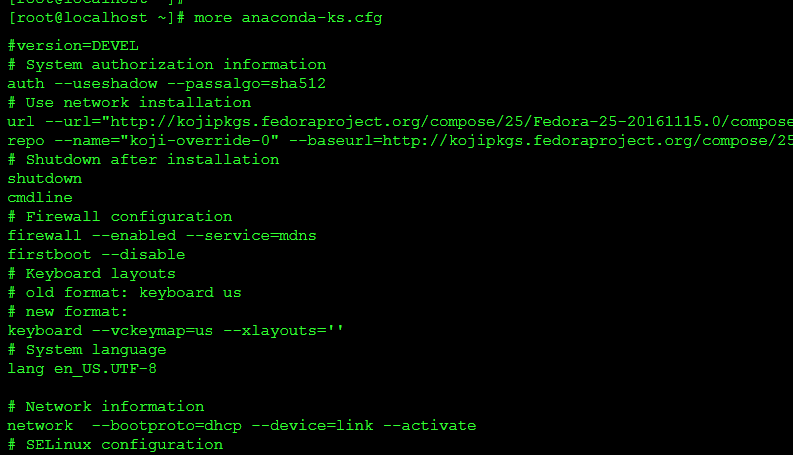 [root@localhost ~]#
[root@localhost ~]# more anaconda-ks.cfg
#version=DEVEL
# System authorization information
auth --useshadow --passalgo=sha512
# Use network installation
url --url="http://kojipkgs.fedoraproject.org/compose/25/Fedora-25-20161115.0/compose
repo --name="koji-override-0" --baseurl=http://kojipkgs.fedoraproject.org/compose/25
# Shutdown after installation
shutdown
cmdline
# Firewall configuration
firewall --enabled --service=mdns
firstboot --disable
# Keyboard layouts
# old format: keyboard us
# new format:
keyboard --vckeymap=us --xlayouts=''
# System language
lang en_US.UTF-8

# Network information
network  --bootproto=dhcp --device=link --activate
# SELinux configuration